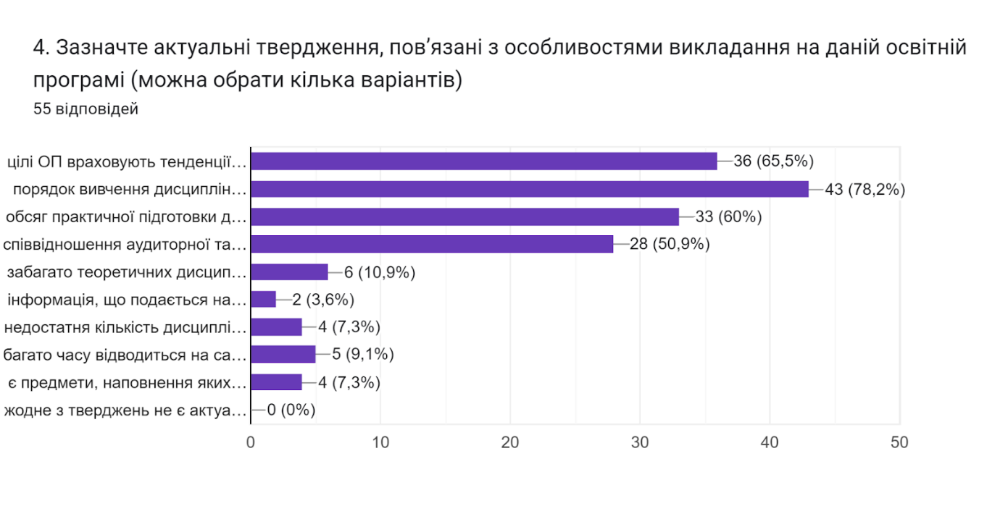 4. Зазначте актуальні твердження, пов’язані з особливостями викладання на даній освітній
програмі (можна обрати кілька варіантів)
55 відповідей
цілі ОП враховують тенденції… 36 (65,5%)
порядок вивчення дисциплін… 43 (78,2%)
обсяг практичної підготовки д… 33 (60%)
співвідношення аудиторної та… 28 (50,9%)
забагато теоретичних дисцип… 6 (10,9%)
інформація, що подається на… 2 (3,6%)
недостатня кількість дисциплі… 4 (7,3%)
багато часу відводиться на са… 5 (9,1%)
є предмети, наповнення яких… 4 (7,3%)
жодне з тверджень не є актуа… 0 (0%)
0 10 20 30 40 50